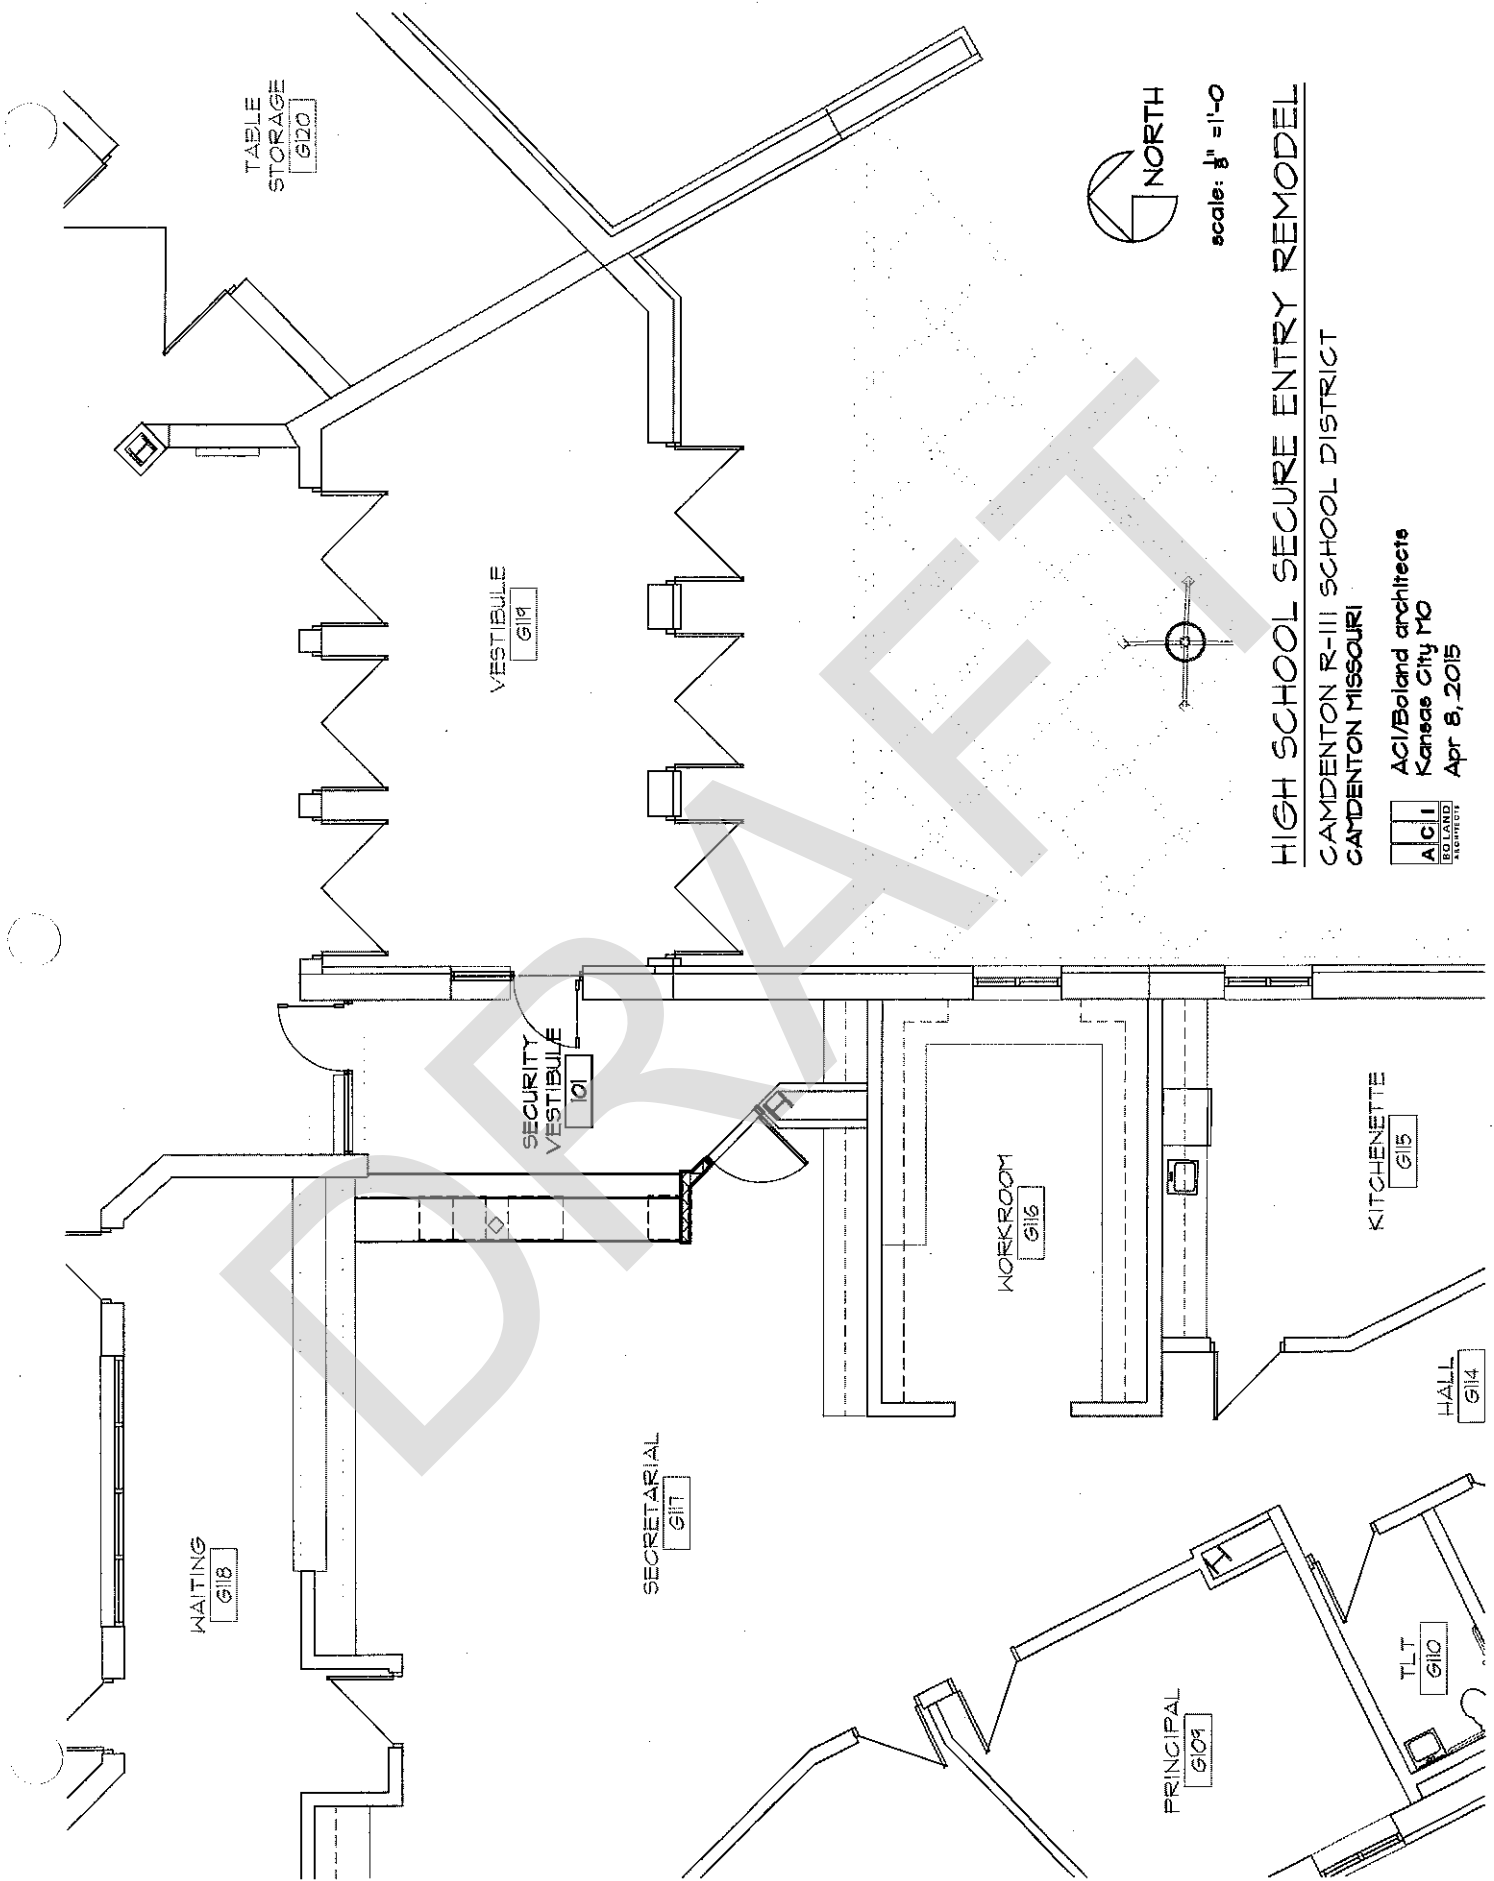 TABLE
STORAGE
G120
VESTIBULE
G119
SECURITY
VESTIBULE
101
WAITING
G118
SECRETARIAL
G117
WORKROOM
G116
KITCHENETTE
G115
HALL
G114
PRINCIPAL
G109
TLT
G110
NORTH
scale: 1/8" =1'-0
HIGH SCHOOL SECURE ENTRY REMODEL
CAMDENTON R-III SCHOOL DISTRICT
CAMDENTON MISSOURI
ACI
BOLAND
ARCHITECTS
ACI/Boland architects
Kansas City MO
Apr 8, 2015
DRAFT